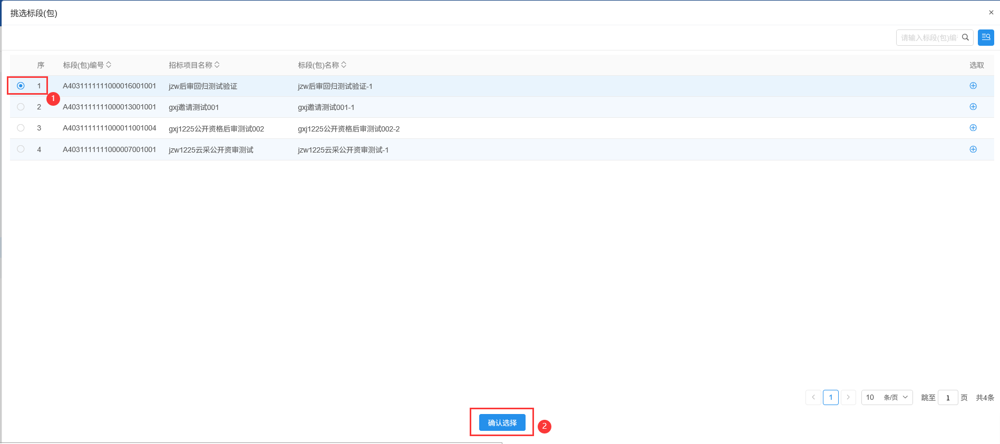 挑选标段(包)
请输入标段(包)编
序 标段(包)编号 招标项目名称 标段(包)名称 选取
1 A4031111111000016001001 jzw后审回归测试验证 jzw后审回归测试验证-1
1
2 A4031111111000013001001 gxj邀请测试001 gxj邀请测试001-1
3 A4031111111000011001004 gxj1225公开资格后审测试002 gxj1225公开资格后审测试002-2
4 A4031111111000007001001 jzw1225云采公开资审测试 jzw1225云采公开资审测试-1
1 10 条/页 跳至 1 页 共4条
确认选择 2